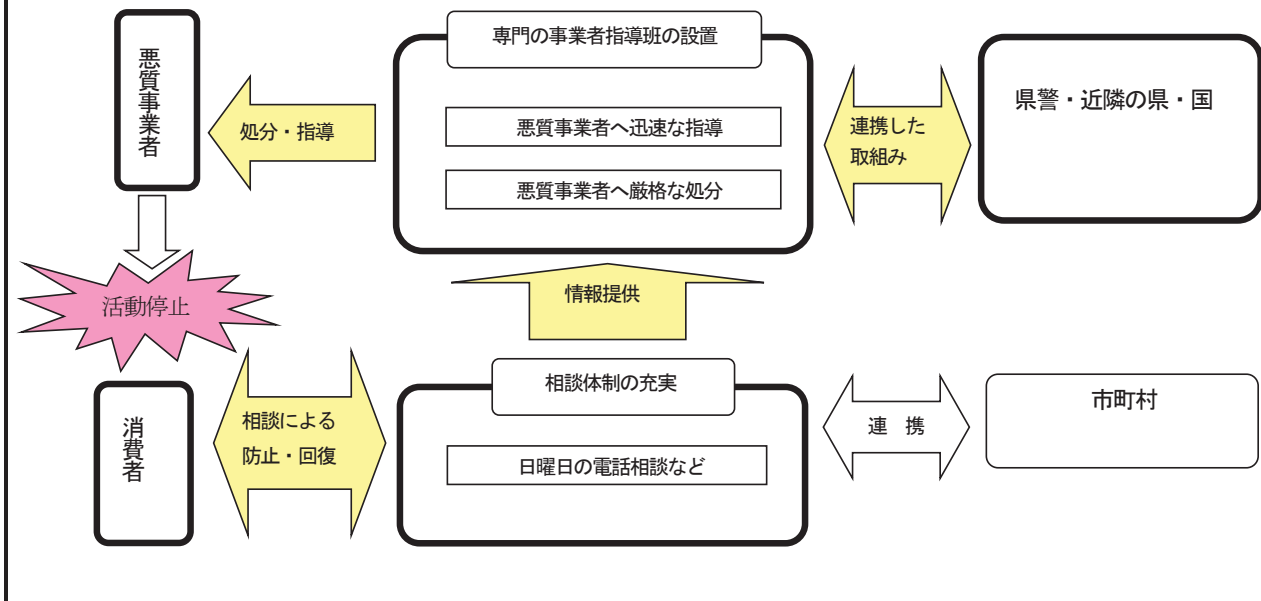 悪質事業者
処分・指導
専門の事業者指導班の設置
悪質事業者へ迅速な指導
悪質事業者へ厳格な処分
連携した
取組み
県警・近隣の県・国
活動停止
情報提供
消費者
相談による
防止・回復
相談体制の充実
日曜日の電話相談など
連　携
市町村